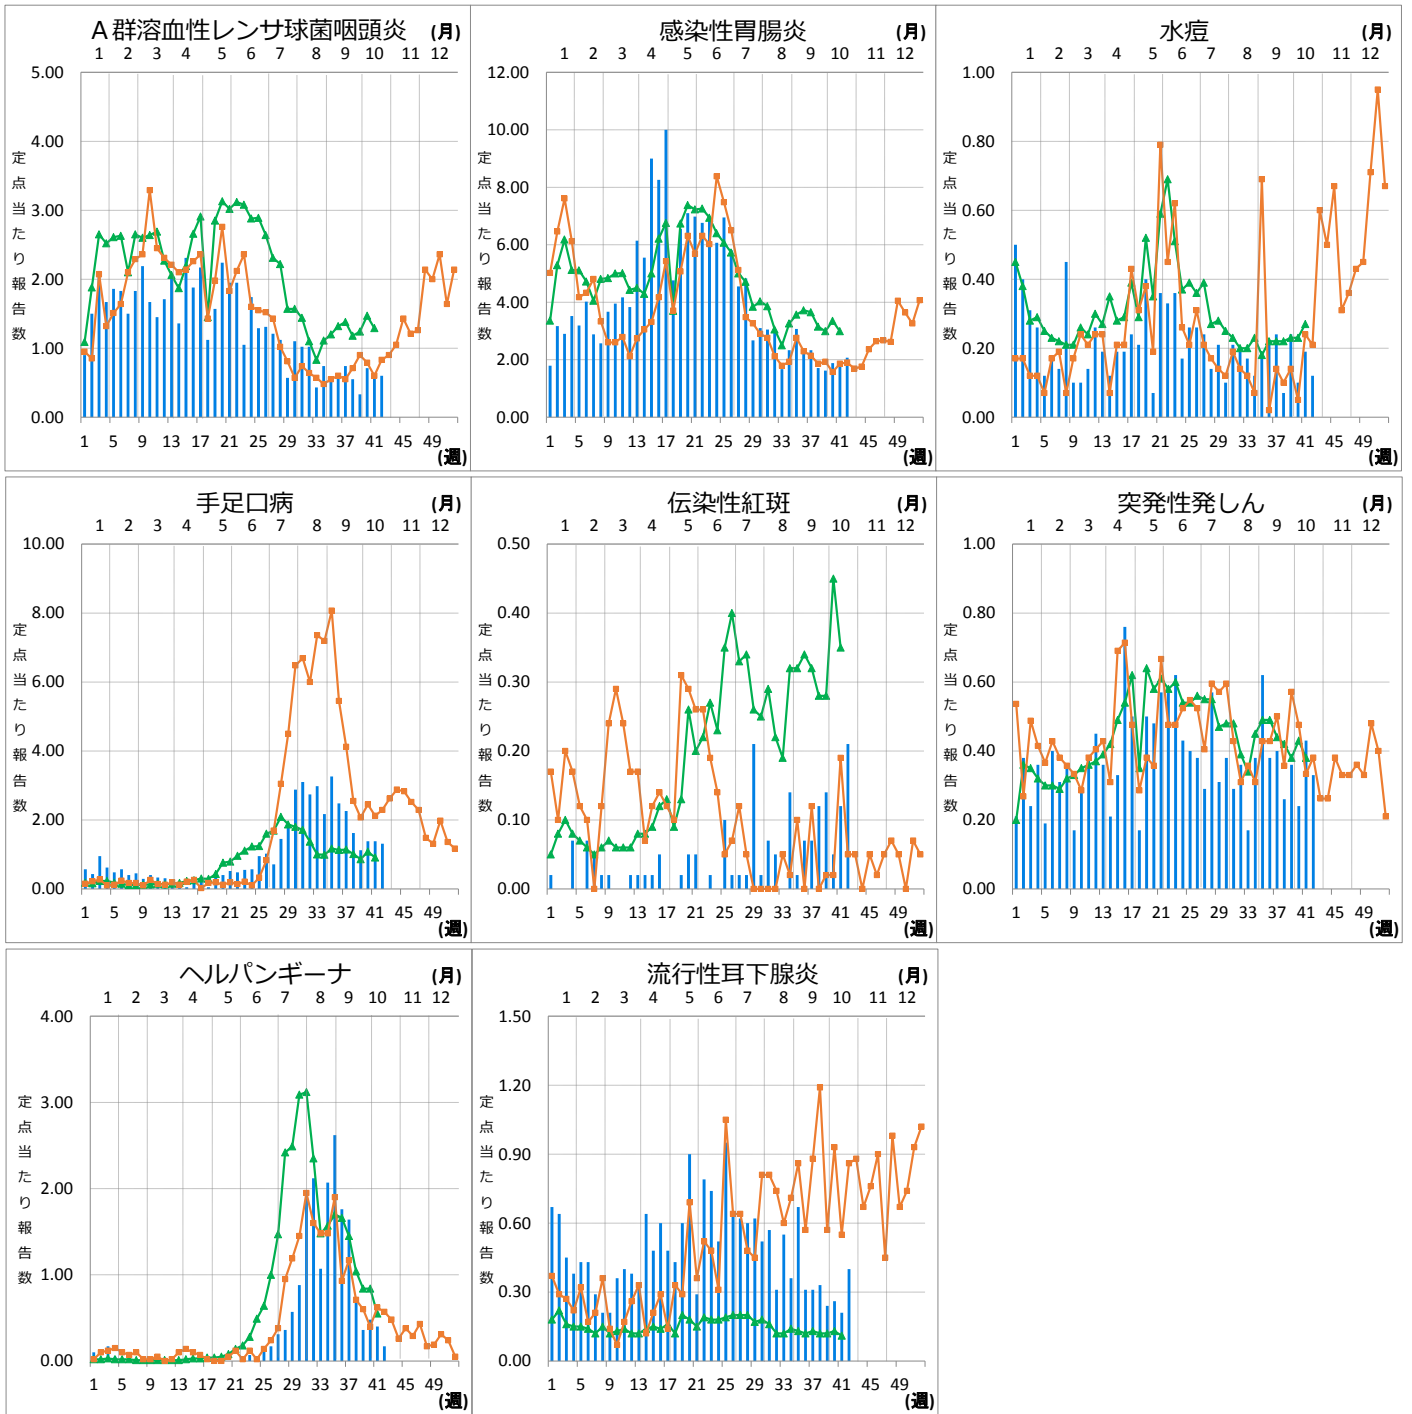 A群溶血性レンサ球菌咽頭炎 (月)
1 2 3 4 5 6 7 8 9 10 11 12
5.00
4.00
3.00
2.00
1.00
0.00
定点当たり報告数
1 5 9 13 17 21 25 29 33 37 41 45 49
(週)
感染性胃腸炎 (月)
1 2 3 4 5 6 7 8 9 10 11 12
12.00
10.00
8.00
6.00
4.00
2.00
0.00
定点当たり報告数
1 5 9 13 17 21 25 29 33 37 41 45 49
(週)
水痘 (月)
1 2 3 4 5 6 7 8 9 10 11 12
1.00
0.80
0.60
0.40
0.20
0.00
定点当たり報告数
1 5 9 13 17 21 25 29 33 37 41 45 49
(週)
手足口病 (月)
1 2 3 4 5 6 7 8 9 10 11 12
10.00
8.00
6.00
4.00
2.00
0.00
定点当たり報告数
1 5 9 13 17 21 25 29 33 37 41 45 49
(週)
伝染性紅斑 (月)
1 2 3 4 5 6 7 8 9 10 11 12
0.50
0.40
0.30
0.20
0.10
0.00
定点当たり報告数
1 5 9 13 17 21 25 29 33 37 41 45 49
(週)
突発性発しん (月)
1 2 3 4 5 6 7 8 9 10 11 12
1.00
0.80
0.60
0.40
0.20
0.00
定点当たり報告数
1 5 9 13 17 21 25 29 33 37 41 45 49
(週)
ヘルパンギーナ (月)
1 2 3 4 5 6 7 8 9 10 11 12
4.00
3.00
2.00
1.00
0.00
定点当たり報告数
1 5 9 13 17 21 25 29 33 37 41 45 49
(週)
流行性耳下腺炎 (月)
1 2 3 4 5 6 7 8 9 10 11 12
1.50
1.20
0.90
0.60
0.30
0.00
定点当たり報告数
1 5 9 13 17 21 25 29 33 37 41 45 49
(週)